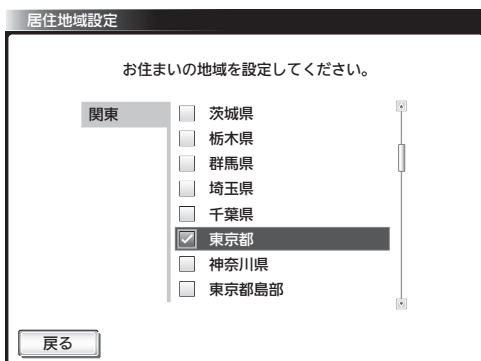 居住地域設定
お住まいの地域を設定してください。
関東
茨城県
栃木県
群馬県
埼玉県
千葉県
東京都
神奈川県
東京都島部
戻る